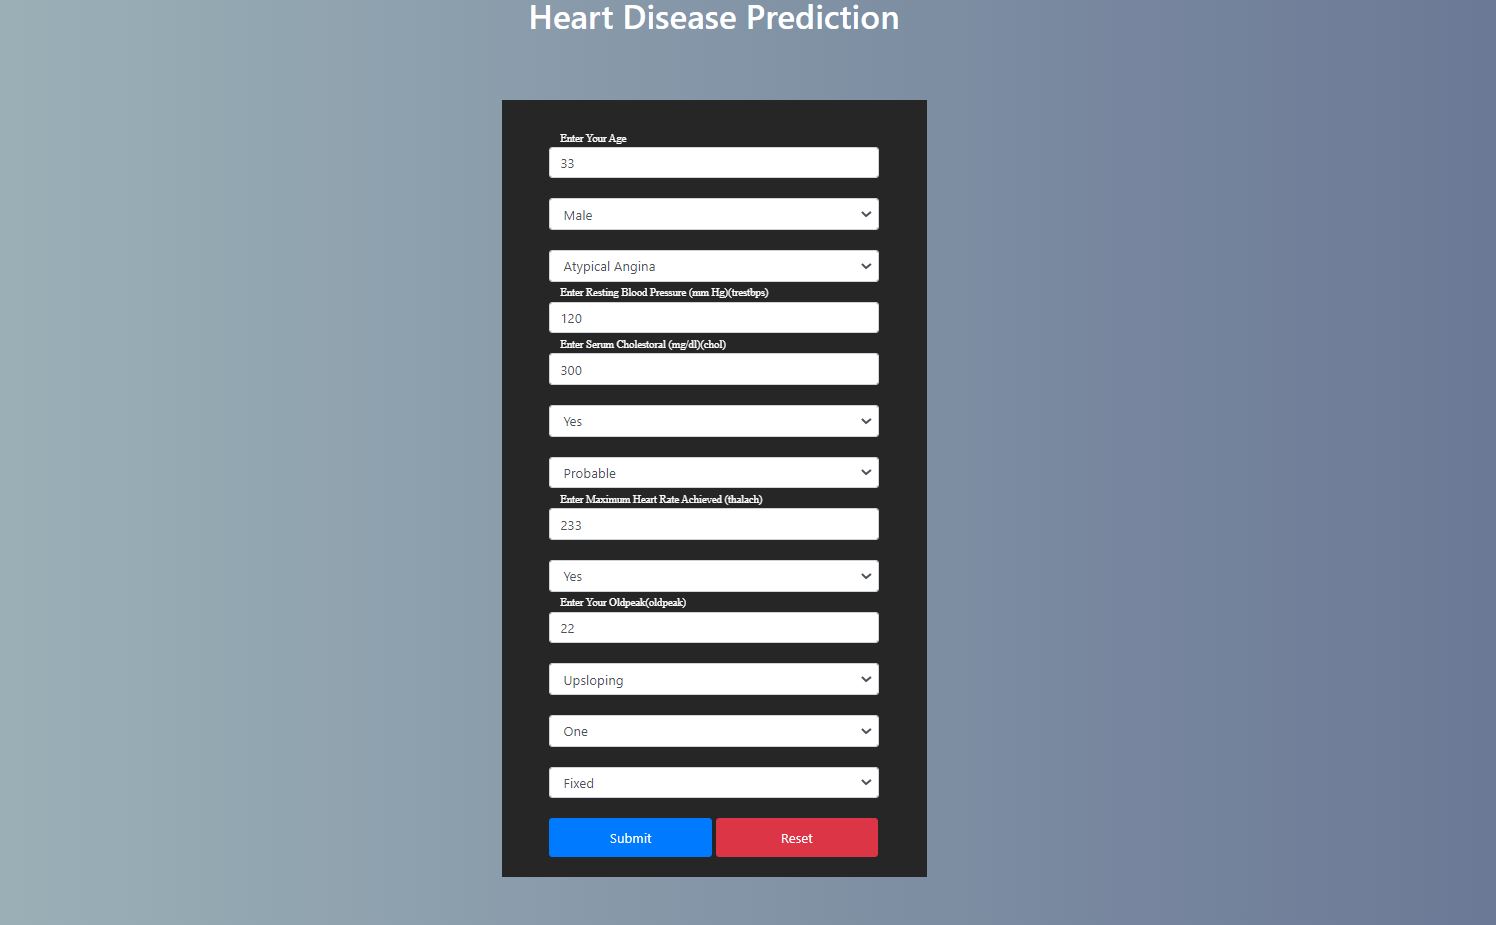 Heart Disease Prediction
Enter Your Age
33
Male
Atypical Angina
Enter Resting Blood Pressure (mm Hg)(trestbps)
120
Enter Serum Cholestoral (mg/dl)(chol)
300
Yes
Probable
Enter Maximum Heart Rate Achieved (thalach)
233
Yes
Enter Your Oldpeak(oldpeak)
22
Upsloping
One
Fixed
Submit Reset